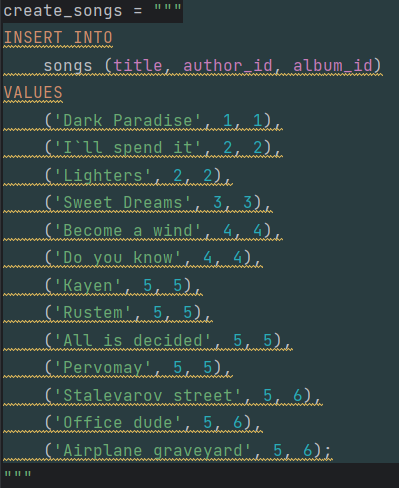 create_songs = """
INSERT INTO
    songs (title, author_id, album_id)
VALUES
    ('Dark Paradise', 1, 1),
    ('I`ll spend it', 2, 2),
    ('Lighters', 2, 2),
    ('Sweet Dreams', 3, 3),
    ('Become a wind', 4, 4),
    ('Do you know', 4, 4),
    ('Kayen', 5, 5),
    ('Rustem', 5, 5),
    ('All is decided', 5, 5),
    ('Pervomay', 5, 5),
    ('Stalevarov street', 5, 6),
    ('Office dude', 5, 6),
    ('Airplane graveyard', 5, 6);
"""